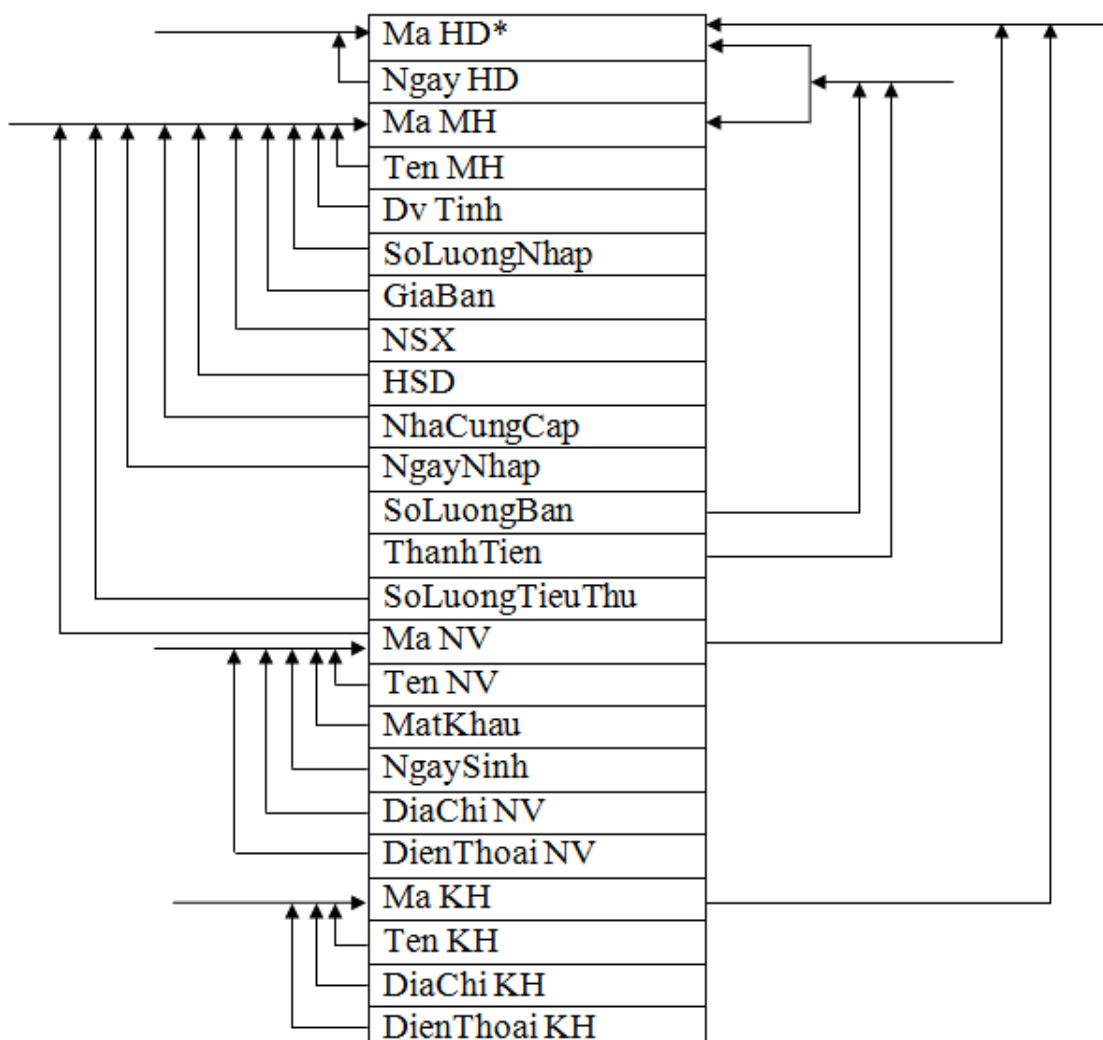 Ma HD*
Ngay HD
Ma MH
Ten MH
Dv Tinh
SoLuongNhap
GiaBan
NSX
HSD
NhaCungCap
NgayNhap
SoLuongBan
ThanhTien
SoLuongTieuThu
Ma NV
Ten NV
MatKhau
NgaySinh
DiaChi NV
DienThoai NV
Ma KH
Ten KH
DiaChi KH
DienThoai KH